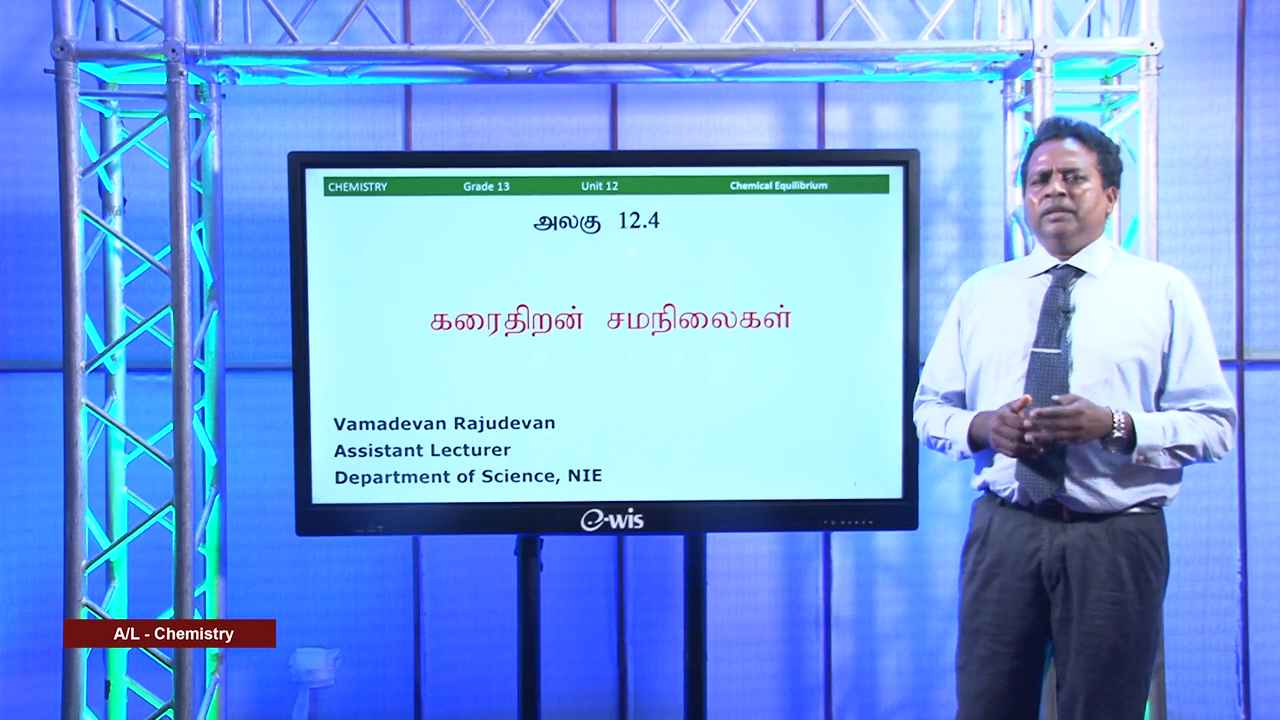 CHEMISTRY Grade 13 Unit 12 Chemical Equilibrium
அலகு 12.4
கரைதிறன் சமநிலைகள்
Vamadevan Rajudevan
Assistant Lecturer
Department of Science, NIE
e-wis
A/L - Chemistry